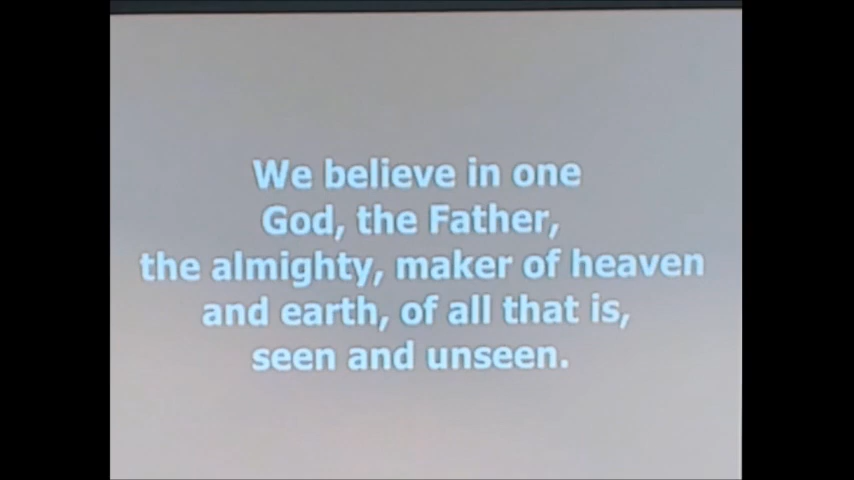 We believe in one
God, the Father,
the almighty, maker of heaven
and earth, of all that is,
seen and unseen.